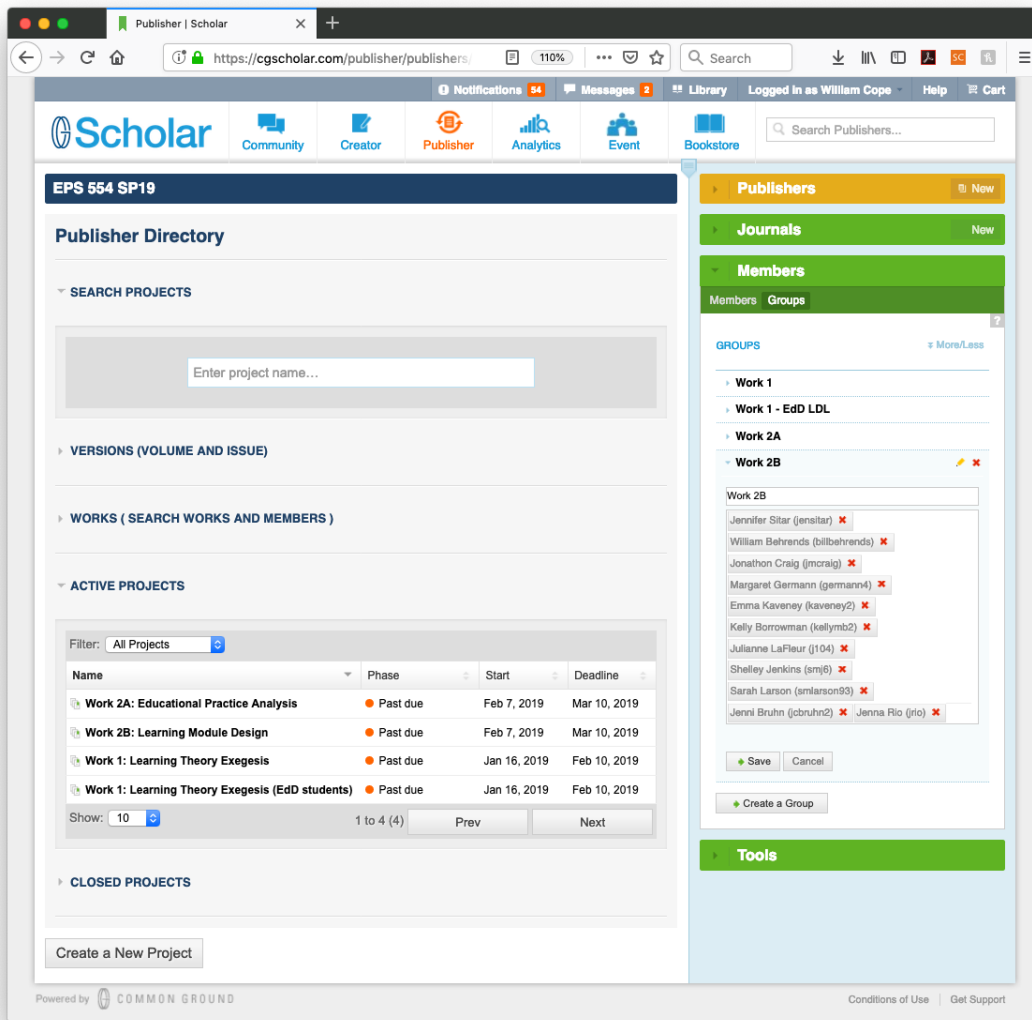 Publisher | Scholar
https://cgscholar.com/publisher/publishers/
110%
Search
Notifications 54
Messages 2
Library
Logged in as William Cope
Help
Cart
Scholar
Community
Creator
Publisher
Analytics
Event
Bookstore
Search Publishers...
EPS 554 SP19
Publisher Directory
SEARCH PROJECTS
Enter project name...
VERSIONS (VOLUME AND ISSUE)
WORKS ( SEARCH WORKS AND MEMBERS )
ACTIVE PROJECTS
Filter: All Projects
Name Phase Start Deadline
Work 2A: Educational Practice Analysis Past due Feb 7, 2019 Mar 10, 2019
Work 2B: Learning Module Design Past due Feb 7, 2019 Mar 10, 2019
Work 1: Learning Theory Exegesis Past due Jan 16, 2019 Feb 10, 2019
Work 1: Learning Theory Exegesis (EdD students) Past due Jan 16, 2019 Feb 10, 2019
Show: 10 1 to 4 (4) Prev Next
CLOSED PROJECTS
Create a New Project
Publishers New
Journals New
Members
Members Groups
?
GROUPS More/Less
Work 1
Work 1 - EdD LDL
Work 2A
Work 2B
Work 2B
Jennifer Sitar (jensitar)
William Behrends (billbehrends)
Jonathon Craig (jmcraig)
Margaret Germann (germann4)
Emma Kaveney (kaveney2)
Kelly Borrowman (kellymb2)
Julianne LaFleur (j104)
Shelley Jenkins (smj6)
Sarah Larson (smlarson93)
Jenni Bruhn (jcbruhn2) Jenna Rio (jrio)
Save Cancel
Create a Group
Tools
Powered by COMMON GROUND
Conditions of Use | Get Support